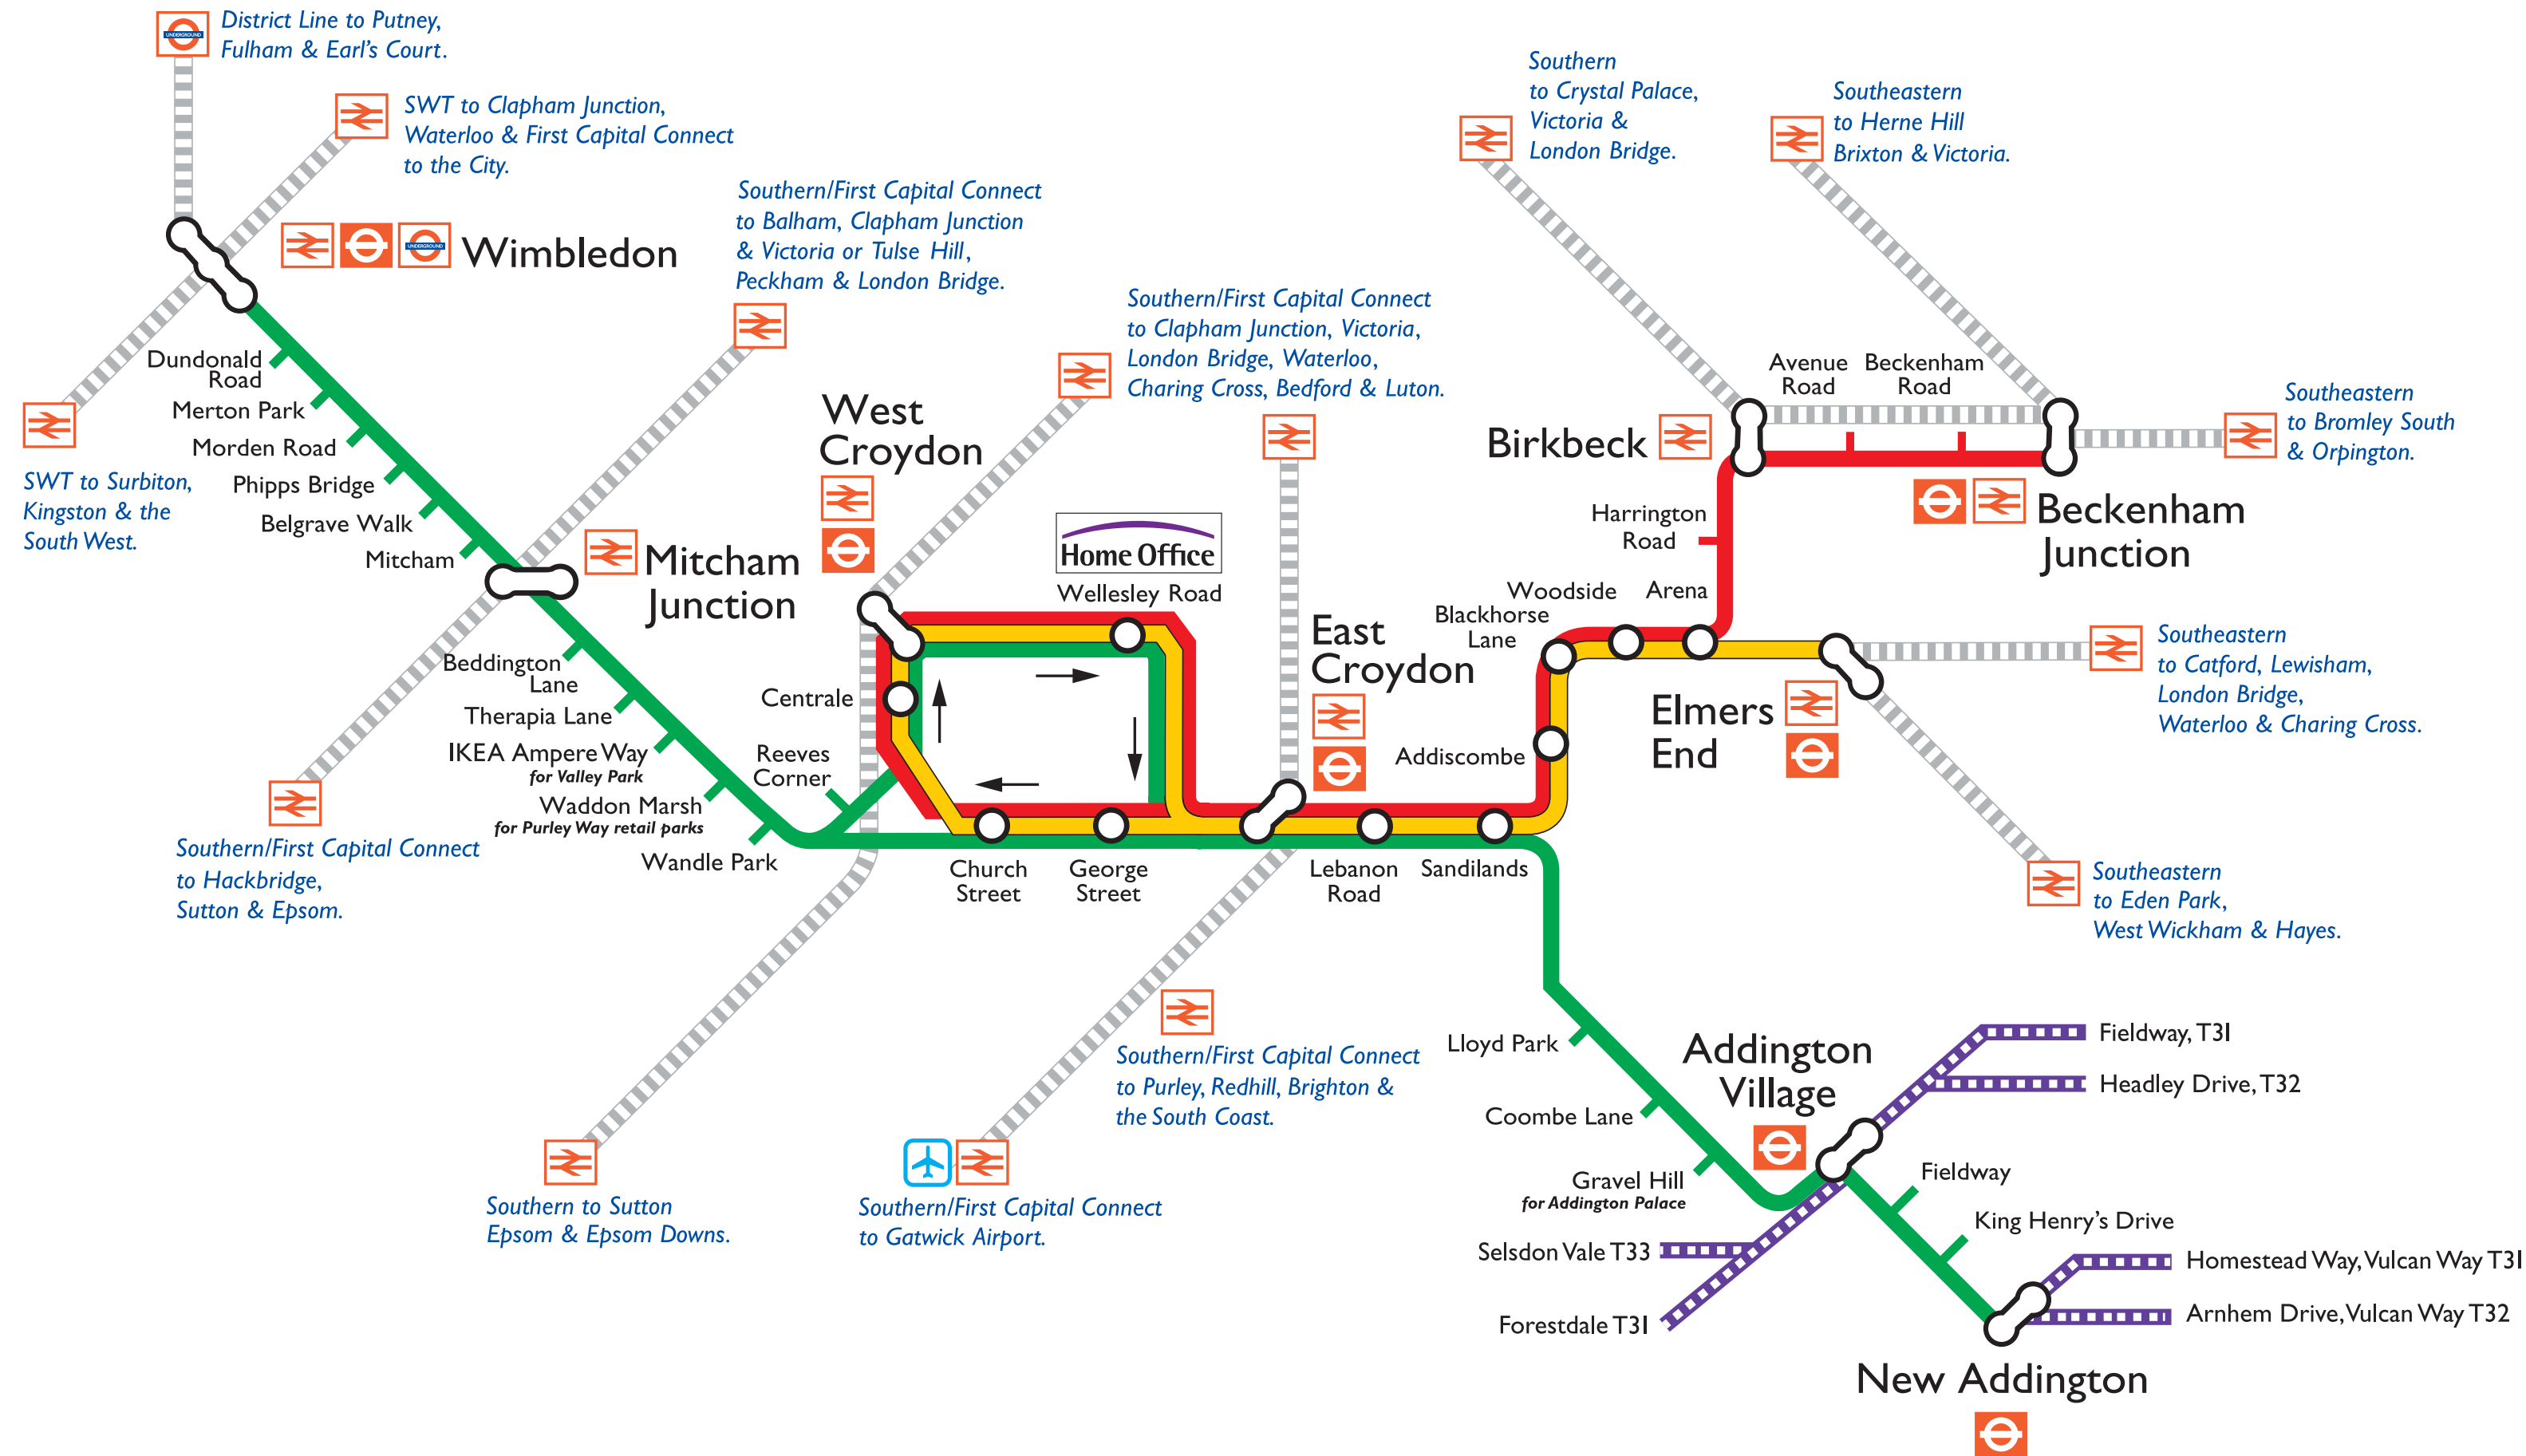 District Line to Putney,
Fulham & Earl's Court.
UNDERGROUND
SWT to Clapham Junction,
Waterloo & First Capital Connect
to the City.
UNDERGROUND
Wimbledon
Southern/First Capital Connect
to Balham, Clapham Junction
& Victoria or Tulse Hill,
Peckham & London Bridge.
Southern
to Crystal Palace,
Victoria &
London Bridge.
Southeastern
to Herne Hill
Brixton & Victoria.
Southern/First Capital Connect
to Clapham Junction, Victoria,
London Bridge, Waterloo,
Charing Cross, Bedford & Luton.
Dundonald
Road
Merton Park
Morden Road
Phipps Bridge
Belgrave Walk
Mitcham
SWT to Surbiton,
Kingston & the
South West.
Mitcham
Junction
West
Croydon
Home Office
Wellesley Road
East
Croydon
Birkbeck
Avenue
Road
Beckenham
Road
Southeastern
to Bromley South
& Orpington.
Beckenham
Junction
Harrington
Road
Woodside
Arena
Blackhorse
Lane
Addiscombe
Elmers
End
Southeastern
to Catford, Lewisham,
London Bridge,
Waterloo & Charing Cross.
Beddington
Lane
Therapia Lane
IKEA Ampere Way
for Valley Park
Waddon Marsh
for Purley Way retail parks
Wandle Park
Centrale
Reeves
Corner
Church
Street
George
Street
Lebanon
Road
Sandilands
Southern/First Capital Connect
to Hackbridge,
Sutton & Epsom.
Southeastern
to Eden Park,
West Wickham & Hayes.
Southern/First Capital Connect
to Purley, Redhill, Brighton &
the South Coast.
Southern to Sutton
Epsom & Epsom Downs.
Southern/First Capital Connect
to Gatwick Airport.
Lloyd Park
Coombe Lane
Gravel Hill
for Addington Palace
Addington
Village
Fieldway, T31
Headley Drive, T32
Selsdon Vale T33
Forestdale T31
Fieldway
King Henry's Drive
Homestead Way, Vulcan Way T31
Arnhem Drive, Vulcan Way T32
New Addington